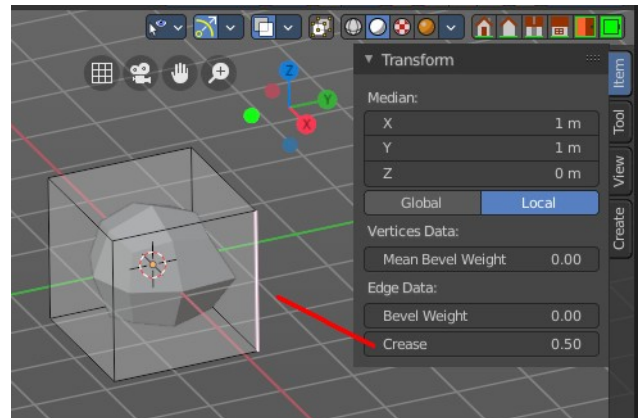 Transform
Median:
X 1 m
Y 1 m
Z 0 m
Global Local
Vertices Data:
Mean Bevel Weight 0.00
Edge Data:
Bevel Weight 0.00
Crease 0.50
Item
Tool
View
Create
Z
Y
X